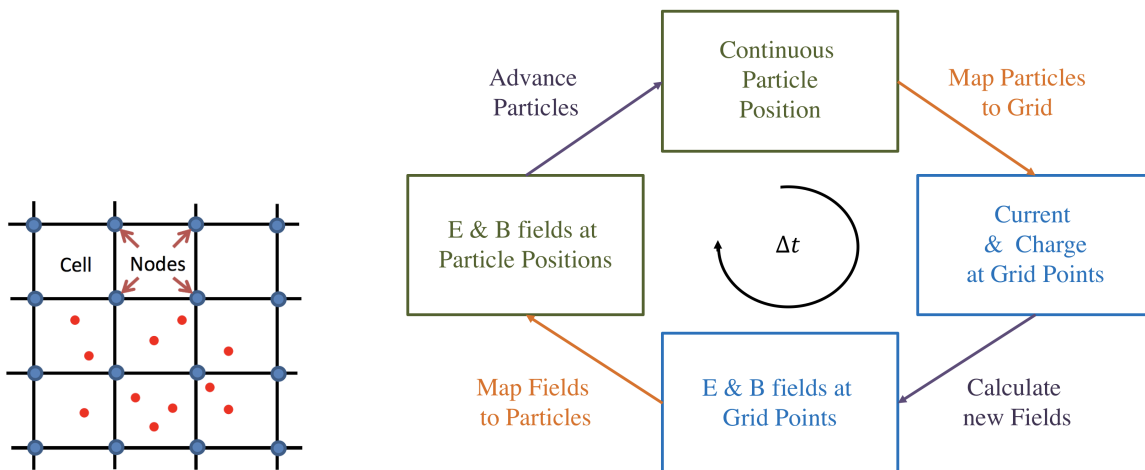 Cell
Nodes
Continuous
Particle
Position
Advance
Particles
Map Particles
to Grid
E & B fields at
Particle Positions
Δt
Current
& Charge
at Grid Points
Map Fields
to Particles
E & B fields at
Grid Points
Calculate
new Fields